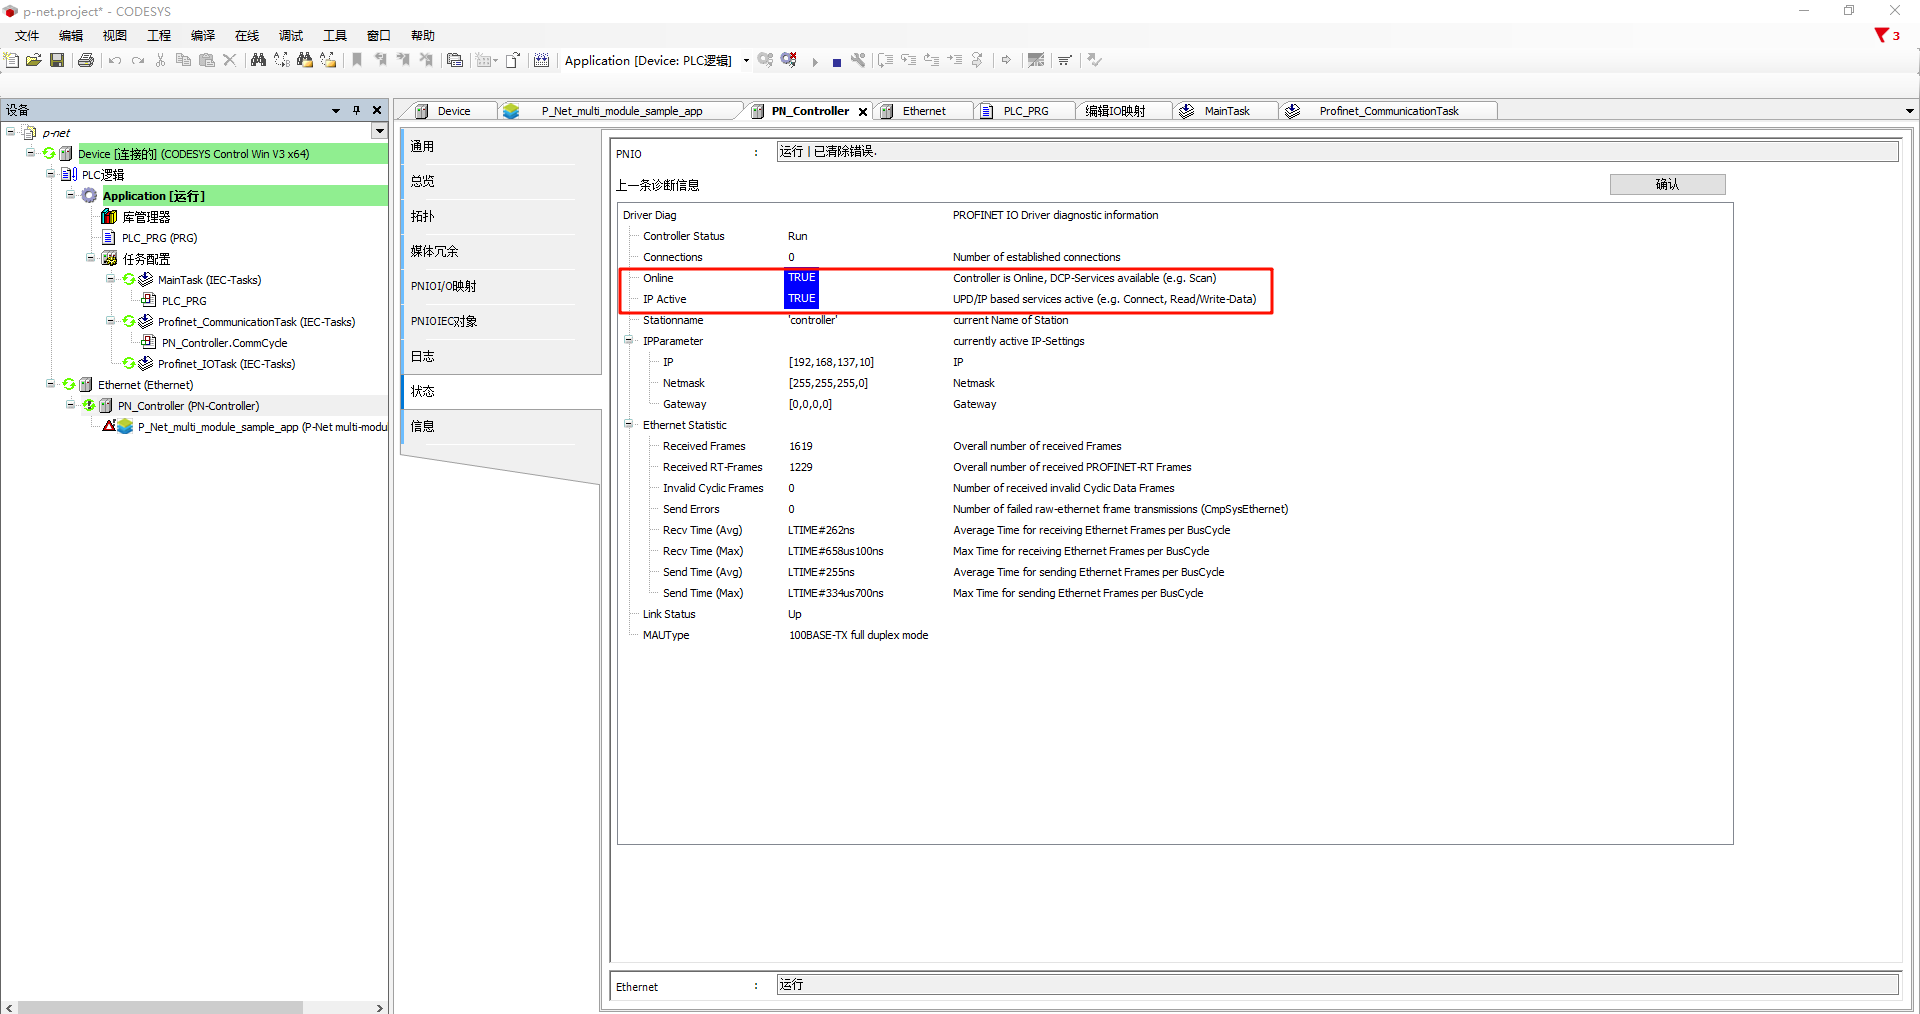 p-net.project* - CODESYS
文件 编辑 视图 工程 编译 在线 调试 工具 窗口 帮助
3
Application [Device: PLC逻辑]
设备
p-net
Device [连接的] (CODESYS Control Win V3 x64)
PLC逻辑
Application [运行]
库管理器
PLC_PRG (PRG)
任务配置
MainTask (IEC-Tasks)
PLC_PRG
Profinet_CommunicationTask (IEC-Tasks)
PN_Controller.CommCycle
Profinet_IOTask (IEC-Tasks)
Ethernet (Ethernet)
PN_Controller (PN-Controller)
P_Net_multi_module_sample_app (P-Net multi-modu
Device P_Net_multi_module_sample_app PN_Controller Ethernet PLC_PRG 编辑IO映射 MainTask Profinet_CommunicationTask
通用
总览
拓扑
媒体冗余
PNIOI/O映射
PNIOIEC对象
日志
状态
信息
PNIO : 运行 | 已清除错误.
上一条诊断信息 确认
Driver Diag PROFINET IO Driver diagnostic information
Controller Status Run
Connections 0 Number of established connections
Online TRUE Controller is Online, DCP-Services available (e.g. Scan)
IP Active TRUE UPD/IP based services active (e.g. Connect, Read/Write-Data)
Stationname 'controller' current Name of Station
IPParameter currently active IP-Settings
IP [192,168,137,10] IP
Netmask [255,255,255,0] Netmask
Gateway [0,0,0,0] Gateway
Ethernet Statistic
Received Frames 1619 Overall number of received Frames
Received RT-Frames 1229 Overall number of received PROFINET-RT Frames
Invalid Cyclic Frames 0 Number of received invalid Cyclic Data Frames
Send Errors 0 Number of failed raw-ethernet frame transmissions (CmpSysEthernet)
Recv Time (Avg) LTIME#262ns Average Time for receiving Ethernet Frames per BusCycle
Recv Time (Max) LTIME#658us100ns Max Time for receiving Ethernet Frames per BusCycle
Send Time (Avg) LTIME#255ns Average Time for sending Ethernet Frames per BusCycle
Send Time (Max) LTIME#334us700ns Max Time for sending Ethernet Frames per BusCycle
Link Status Up
MAUType 100BASE-TX full duplex mode
Ethernet : 运行